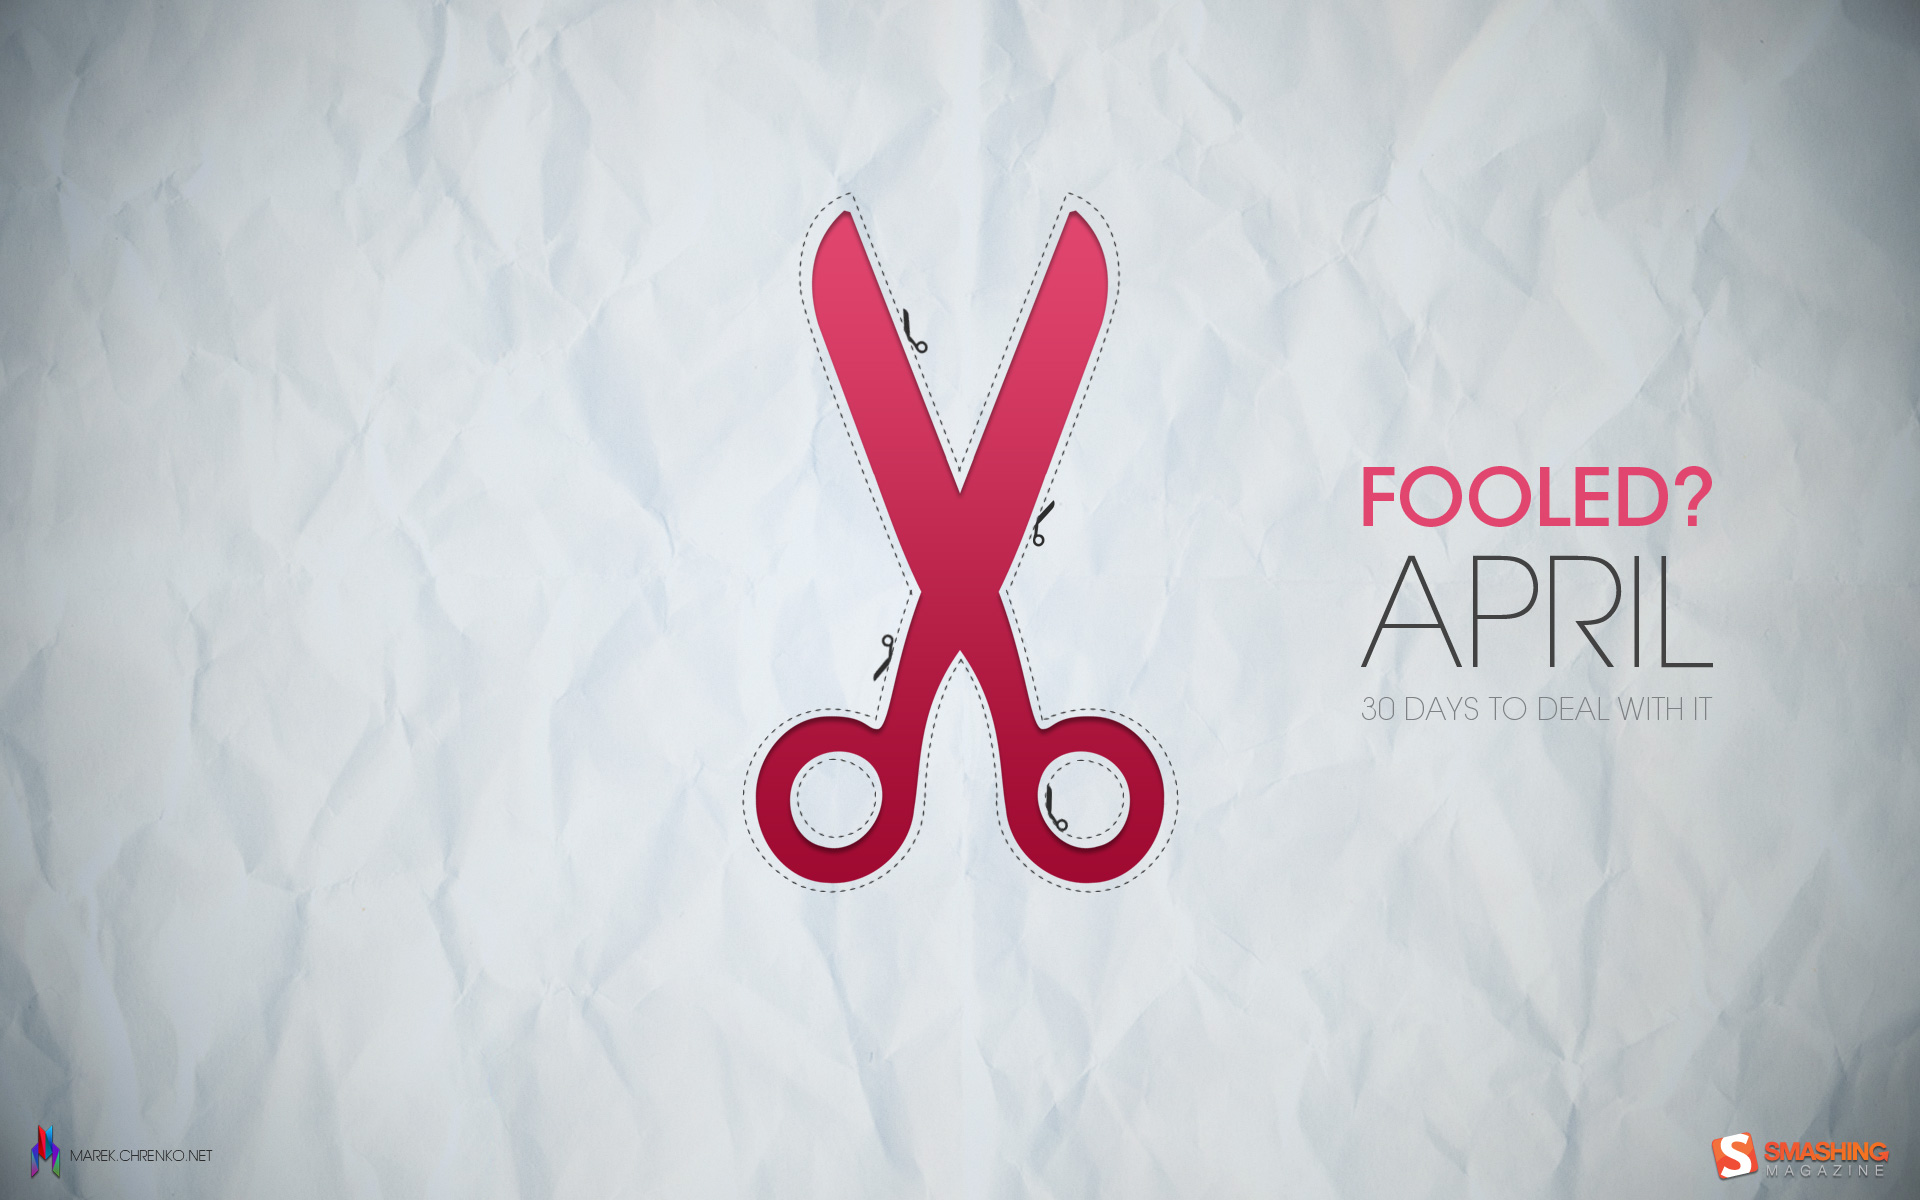 FOOLED?
APRIL
30 DAYS TO DEAL WITH IT
MAREK.CHRENKO.NET
S SMASHING
MAGAZINE